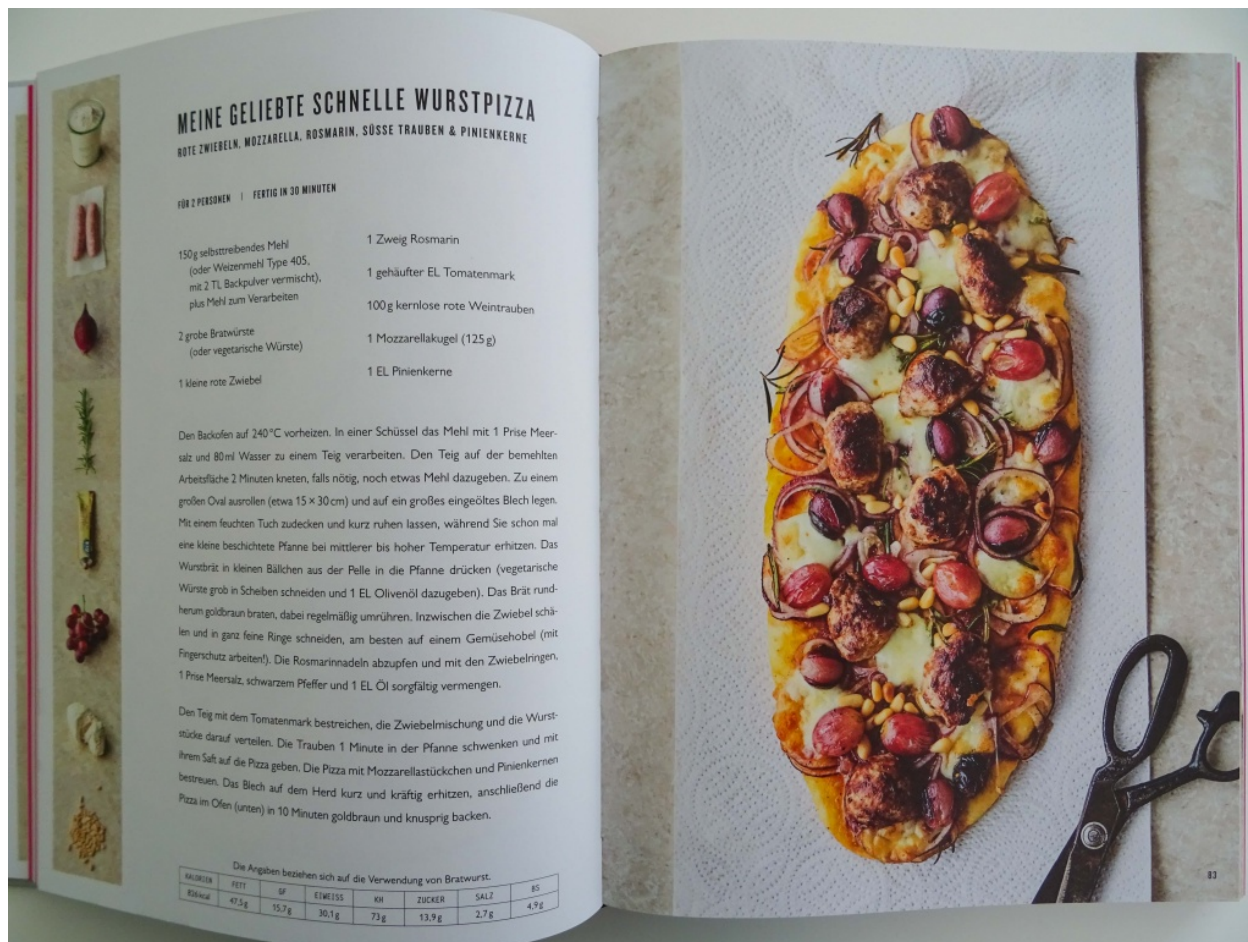 MEINE GELIEBTE SCHNELLE WURSTPIZZA
ROTE ZWIEBELN, MOZZARELLA, ROSMARIN, SÜSSE TRAUBEN & PINIENKERNE
FÜR 2 PERSONEN | FERTIG IN 30 MINUTEN
150 g selbsttreibendes Mehl
(oder Weizenmehl Type 405,
mit 2 TL Backpulver vermischt),
plus Mehl zum Verarbeiten
2 grobe Bratwürste
(oder vegetarische Würste)
1 kleine rote Zwiebel
1 Zweig Rosmarin
1 gehäufter EL Tomatenmark
100 g kernlose rote Weintrauben
1 Mozzarellakugel (125 g)
1 EL Pinienkerne
Den Backofen auf 240 °C vorheizen. In einer Schüssel das Mehl mit 1 Prise Meer-
salz und 80 ml Wasser zu einem Teig verarbeiten. Den Teig auf der bemehlten
Arbeitsfläche 2 Minuten kneten, falls nötig, noch etwas Mehl dazugeben. Zu einem
großen Oval ausrollen (etwa 15 × 30 cm) und auf ein großes eingeöltes Blech legen.
Mit einem feuchten Tuch zudecken und kurz ruhen lassen, während Sie schon mal
eine kleine beschichtete Pfanne bei mittlerer bis hoher Temperatur erhitzen. Das
Wurstbrät in kleinen Bällchen aus der Pelle in die Pfanne drücken (vegetarische
Würste grob in Scheiben schneiden und 1 EL Olivenöl dazugeben). Das Brät rund-
herum goldbraun braten, dabei regelmäßig umrühren. Inzwischen die Zwiebel schä-
len und in ganz feine Ringe schneiden, am besten auf einem Gemüsehobel (mit
Fingerschutz arbeiten!). Die Rosmarinnadeln abzupfen und mit den Zwiebelringen,
1 Prise Meersalz, schwarzem Pfeffer und 1 EL Öl sorgfältig vermengen.
Den Teig mit dem Tomatenmark bestreichen, die Zwiebelmischung und die Wurst-
stücke darauf verteilen. Die Trauben 1 Minute in der Pfanne schwenken und mit
ihrem Saft auf die Pizza geben. Die Pizza mit Mozzarellastückchen und Pinienkernen
bestreuen. Das Blech auf dem Herd kurz und kräftig erhitzen, anschließend die
Pizza im Ofen (unten) in 10 Minuten goldbraun und knusprig backen.
Die Angaben beziehen sich auf die Verwendung von Bratwurst.
KALORIEN FETT GF EIWEISS KH ZUCKER SALZ BS
kcal 47,5 g 15,7 g 30,1 g 73 g 13,9 g 2,7 g 4,9 g
83